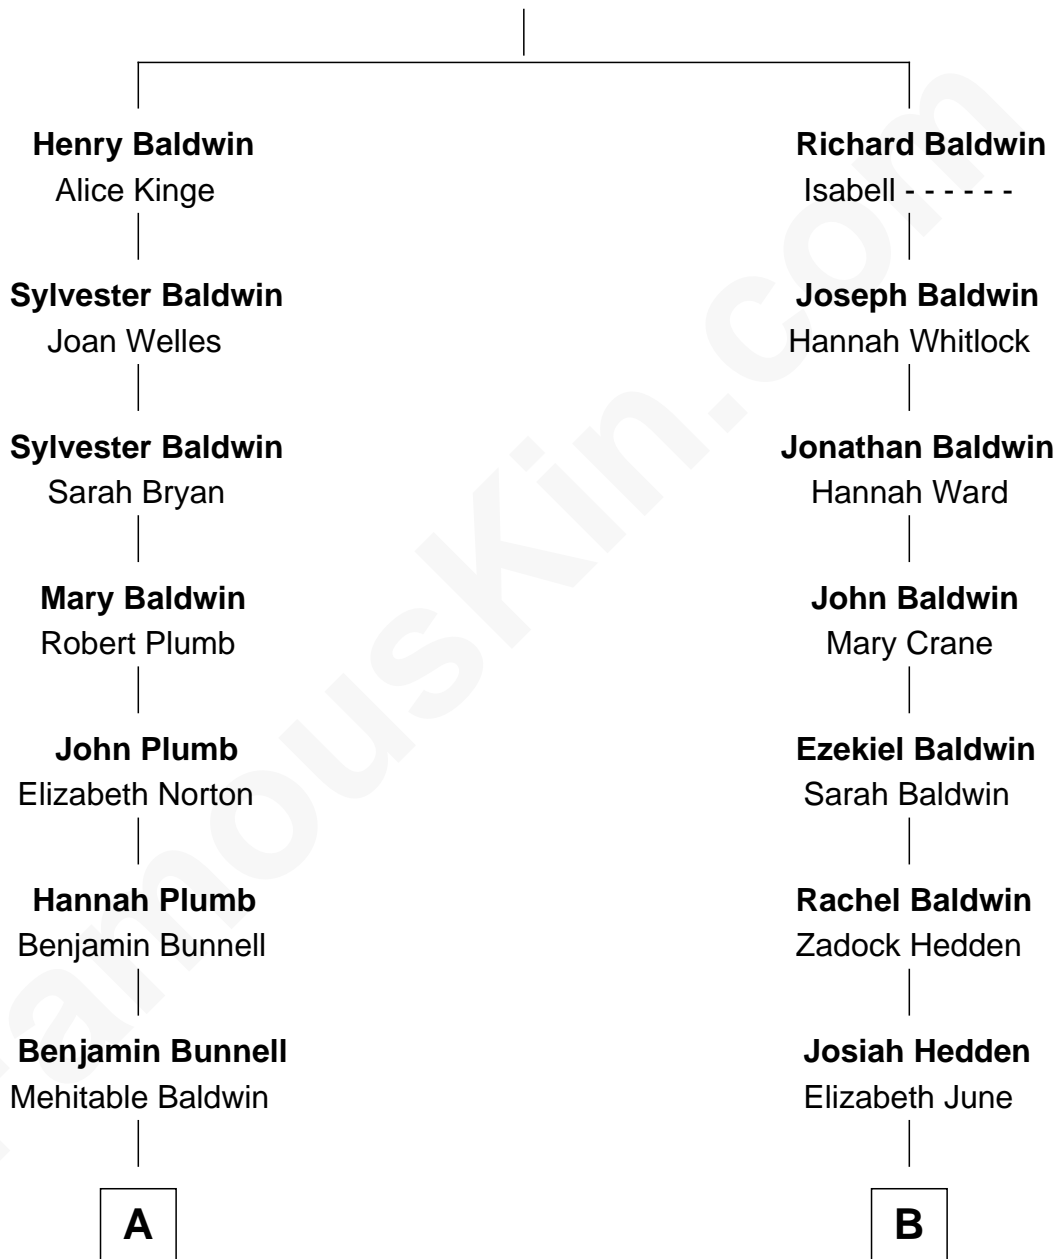 Henry Baldwin
Alice Kinge
Sylvester Baldwin
Joan Welles
Sylvester Baldwin
Sarah Bryan
Mary Baldwin
Robert Plumb
John Plumb
Elizabeth Norton
Hannah Plumb
Benjamin Bunnell
Benjamin Bunnell
Mehitable Baldwin
A
Richard Baldwin
Isabell - - - - - -
Joseph Baldwin
Hannah Whitlock
Jonathan Baldwin
Hannah Ward
John Baldwin
Mary Crane
Ezekiel Baldwin
Sarah Baldwin
Rachel Baldwin
Zadock Hedden
Josiah Hedden
Elizabeth June
B
FamousKin.com